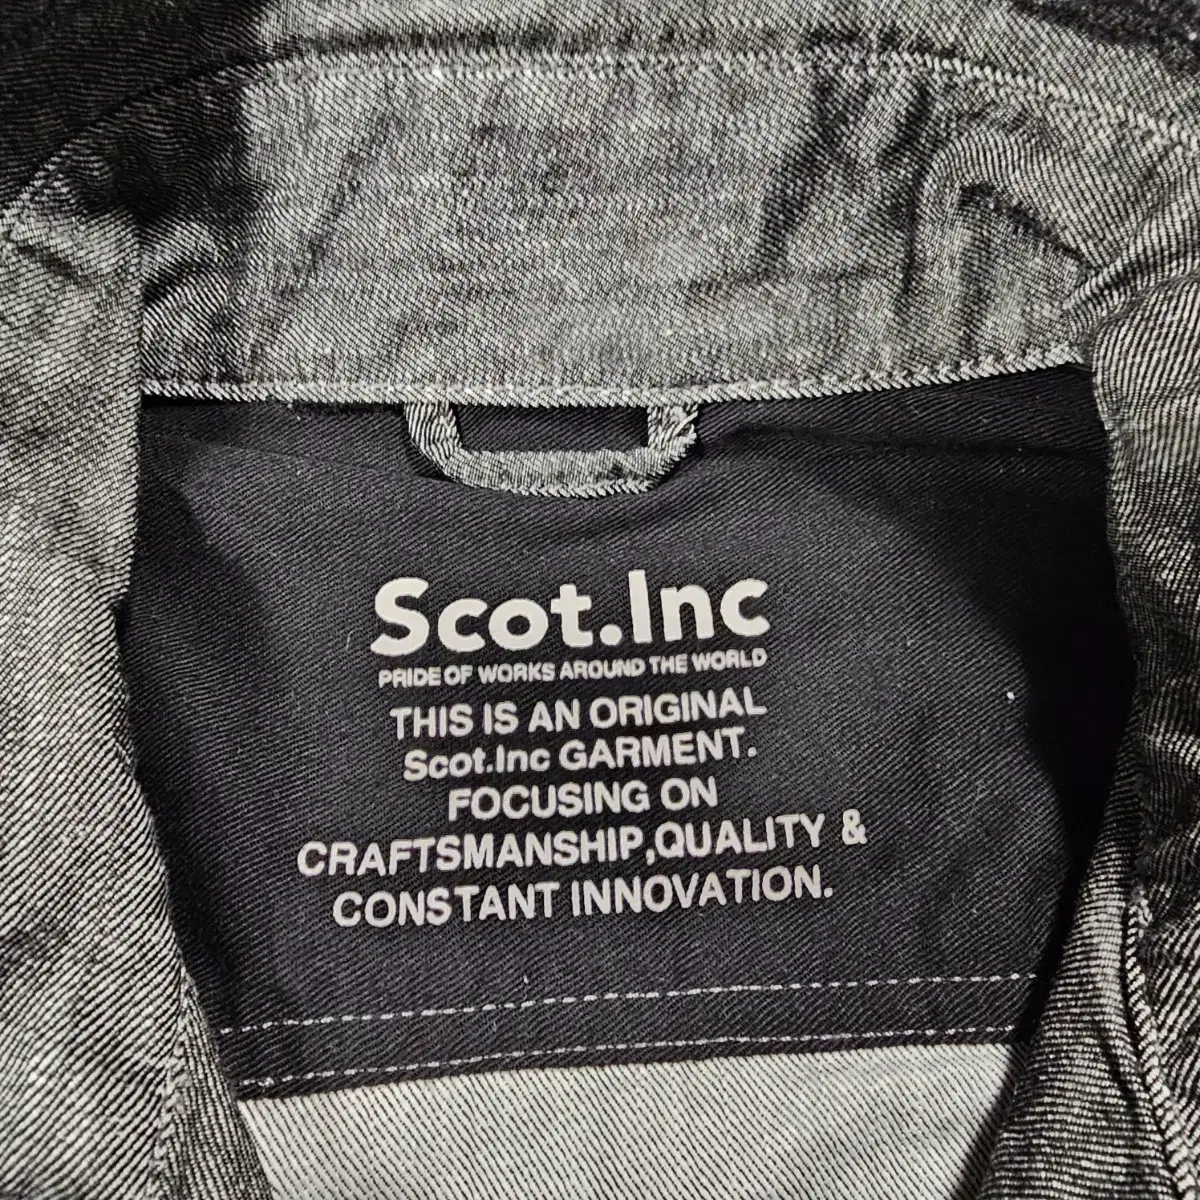 Scot.Inc
PRIDE OF WORKS AROUND THE WORLD
THIS IS AN ORIGINAL
Scot.Inc GARMENT.
FOCUSING ON
CRAFTSMANSHIP,QUALITY &
CONSTANT INNOVATION.